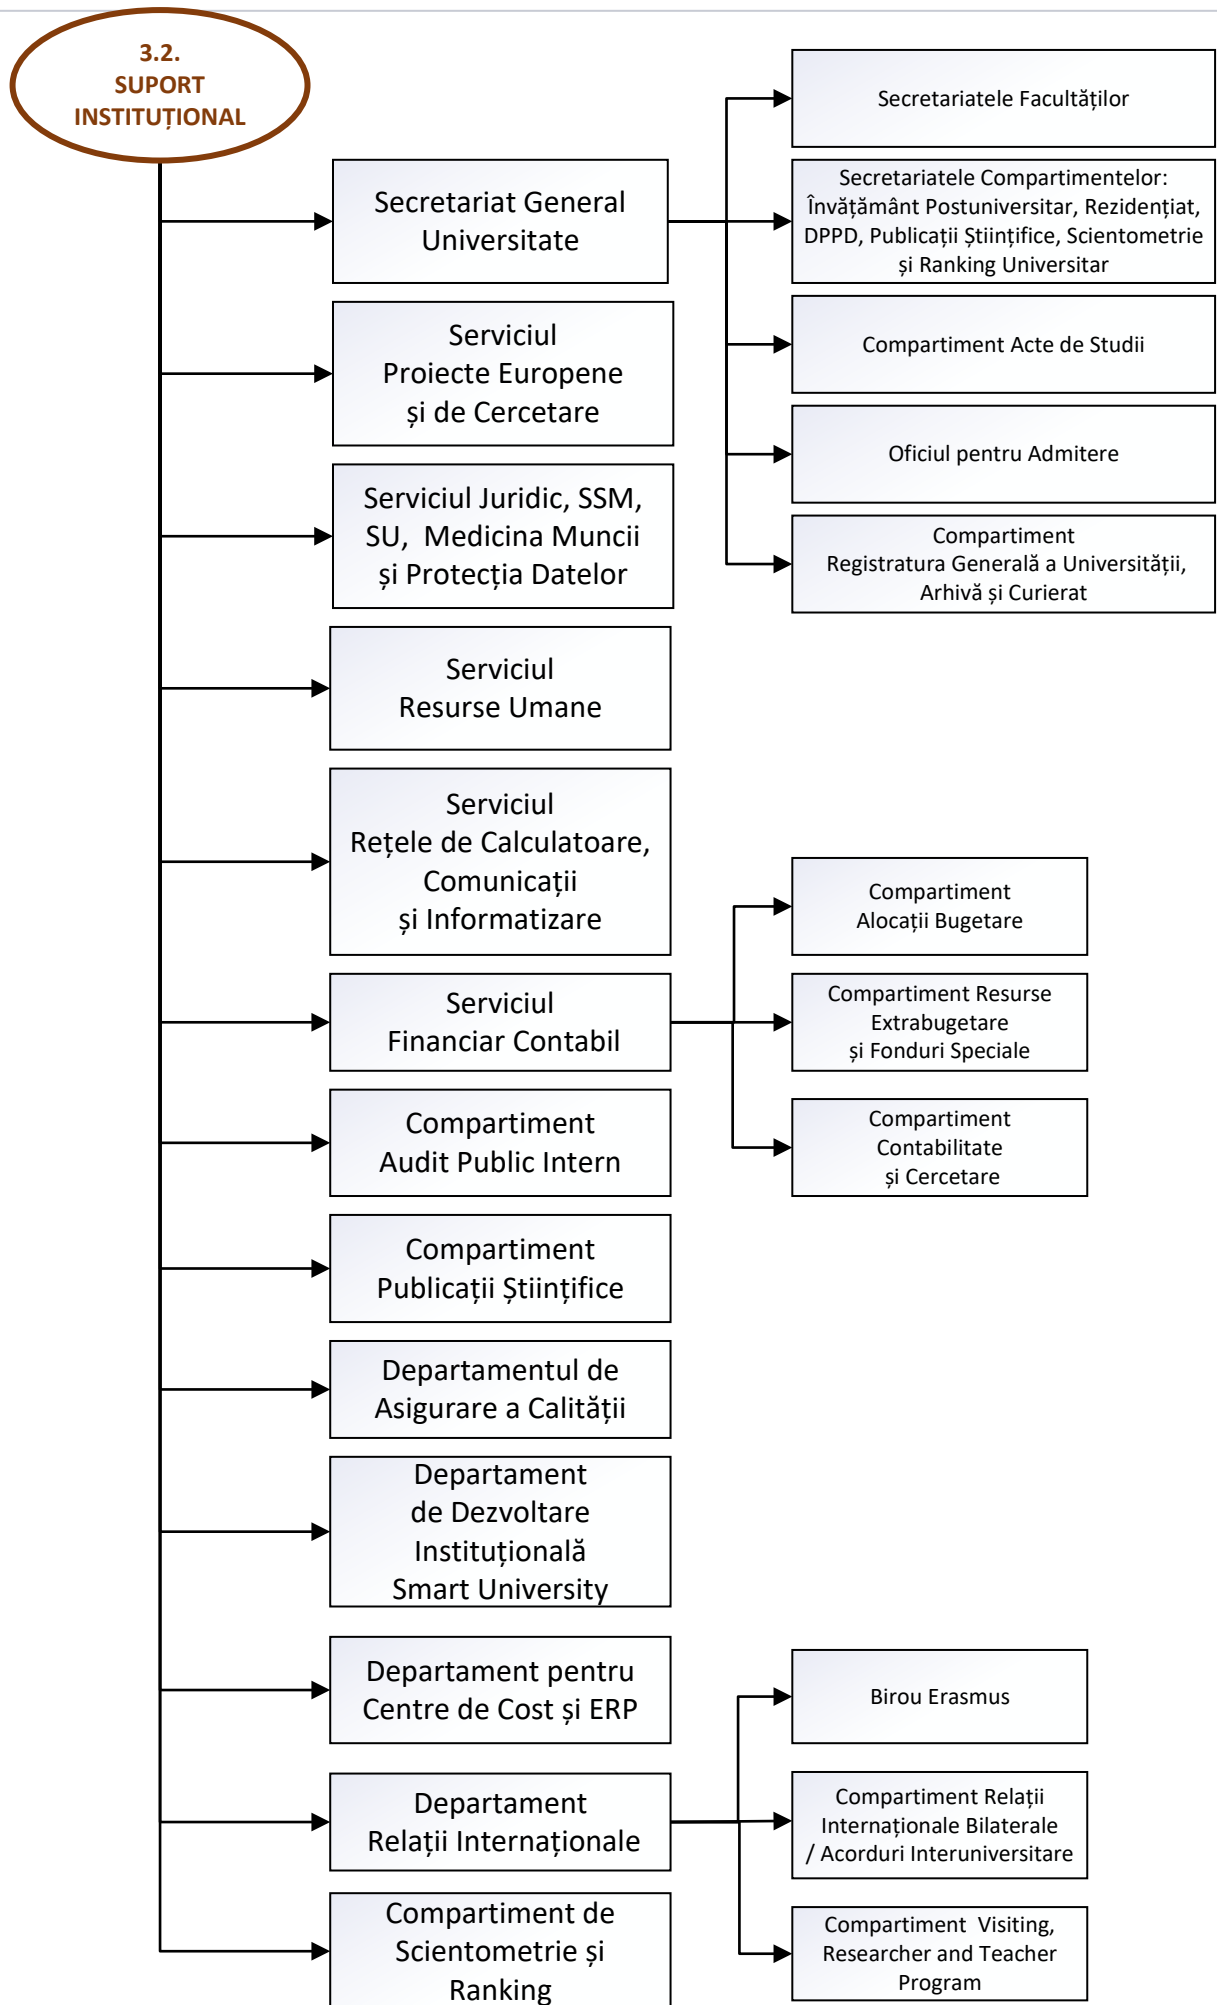 3.2.
SUPORT
INSTITUȚIONAL
Secretariat General
Universitate
Secretariatele Facultăților
Secretariatele Compartimentelor:
Învățământ Postuniversitar, Rezidențiat,
DPPD, Publicații Științifice, Scientometrie
și Ranking Universitar
Compartiment Acte de Studii
Oficiul pentru Admitere
Compartiment
Registratura Generală a Universității,
Arhivă și Curierat
Serviciul
Proiecte Europene
și de Cercetare
Serviciul Juridic, SSM,
SU,  Medicina Muncii
și Protecția Datelor
Serviciul
Resurse Umane
Serviciul
Rețele de Calculatoare,
Comunicații
și Informatizare
Serviciul
Financiar Contabil
Compartiment
Alocații Bugetare
Compartiment Resurse
Extrabugetare
și Fonduri Speciale
Compartiment
Contabilitate
și Cercetare
Compartiment
Audit Public Intern
Compartiment
Publicații Științifice
Departamentul de
Asigurare a Calității
Departament
de Dezvoltare
Instituțională
Smart University
Departament pentru
Centre de Cost și ERP
Departament
Relații Internaționale
Birou Erasmus
Compartiment Relații
Internaționale Bilaterale
/ Acorduri Interuniversitare
Compartiment  Visiting,
Researcher and Teacher
Program
Compartiment de
Scientometrie și
Ranking